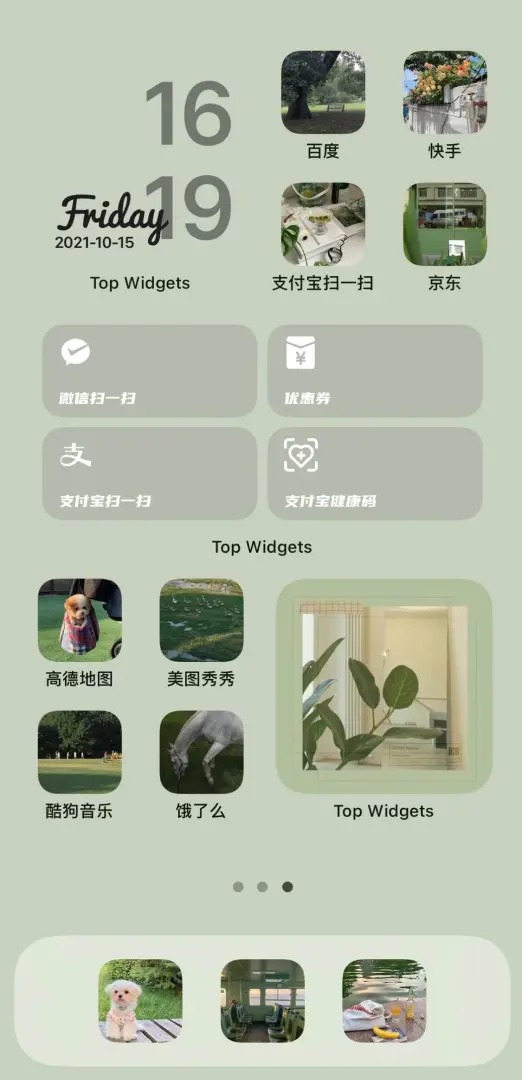 16
19
Friday
2021-10-15
Top Widgets
百度
快手
支付宝扫一扫
京东
微信扫一扫
优惠券
支付宝扫一扫
支付宝健康码
Top Widgets
高德地图
美图秀秀
酷狗音乐
饿了么
Top Widgets